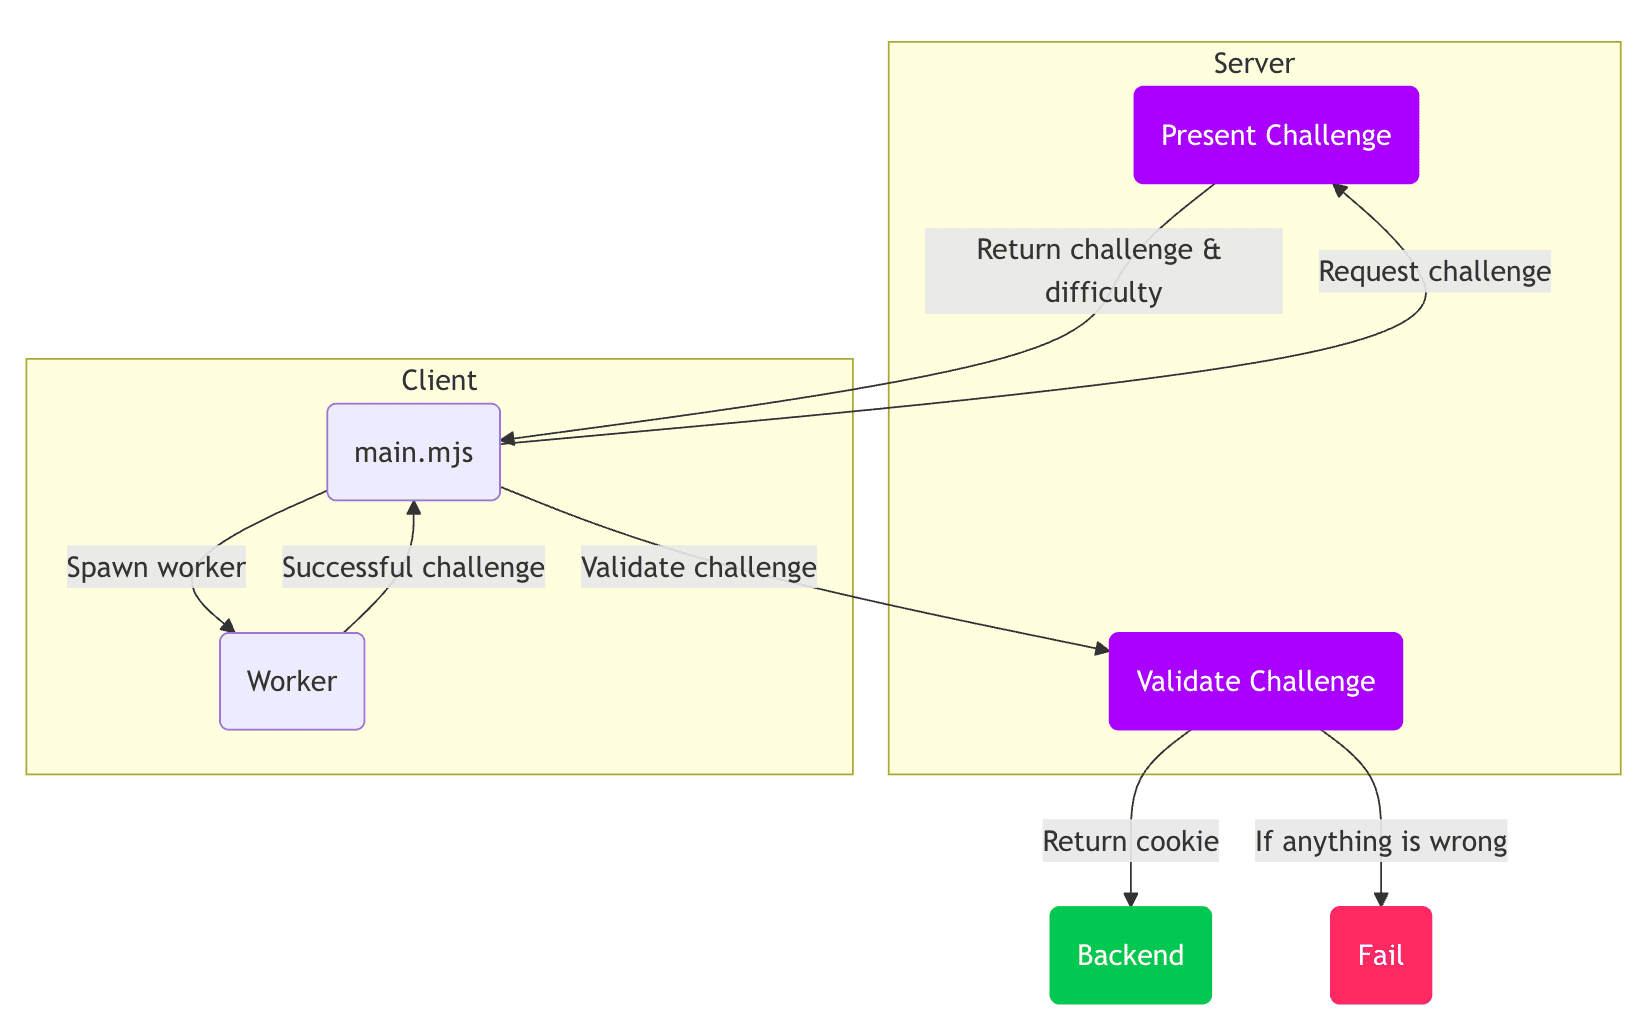 Server
Present Challenge
Return challenge &
difficulty
Request challenge
Client
main.mjs
Spawn worker
Successful challenge
Validate challenge
Worker
Validate Challenge
Return cookie
If anything is wrong
Backend
Fail